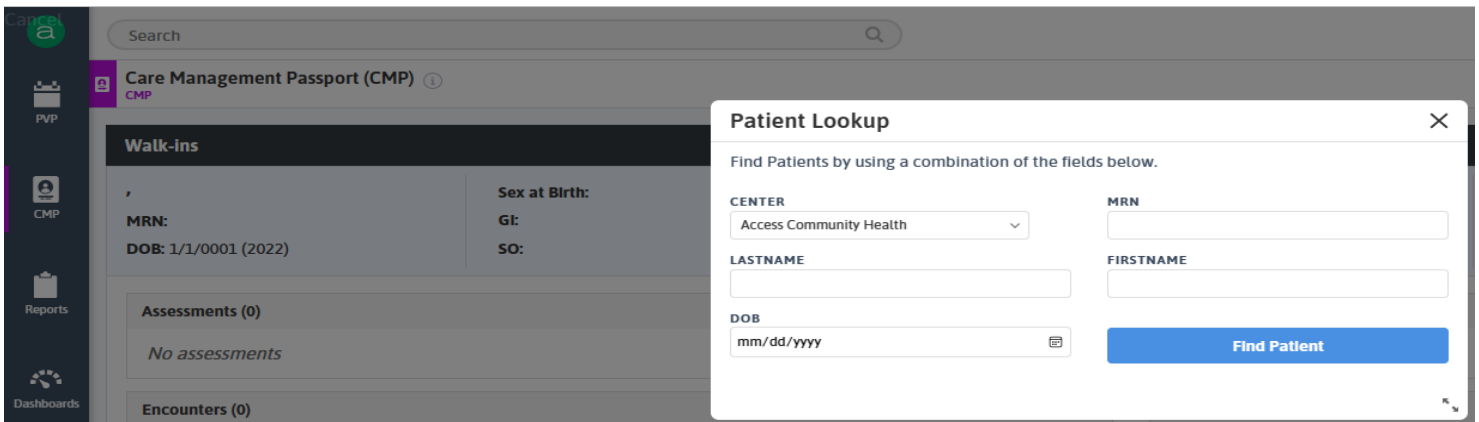 Cancel
a
Search
PVP
CMP
Reports
Dashboards
Care Management Passport (CMP)
CMP
Walk-ins
,
MRN:
DOB: 1/1/0001 (2022)
Sex at Birth:
GI:
SO:
Assessments (0)
No assessments
Encounters (0)
Patient Lookup
Find Patients by using a combination of the fields below.
CENTER
Access Community Health
MRN
LASTNAME
FIRSTNAME
DOB
mm/dd/yyyy
Find Patient